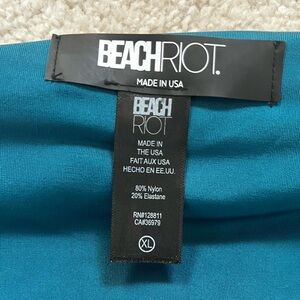 BEACHRIOT.
MADE IN USA
BEACH
RIOT
MADE IN
THE USA
FAIT AUX USA
HECHO EN EE.UU.
80% Nylon
20% Elastane
RN#128811
CA#36979
XL